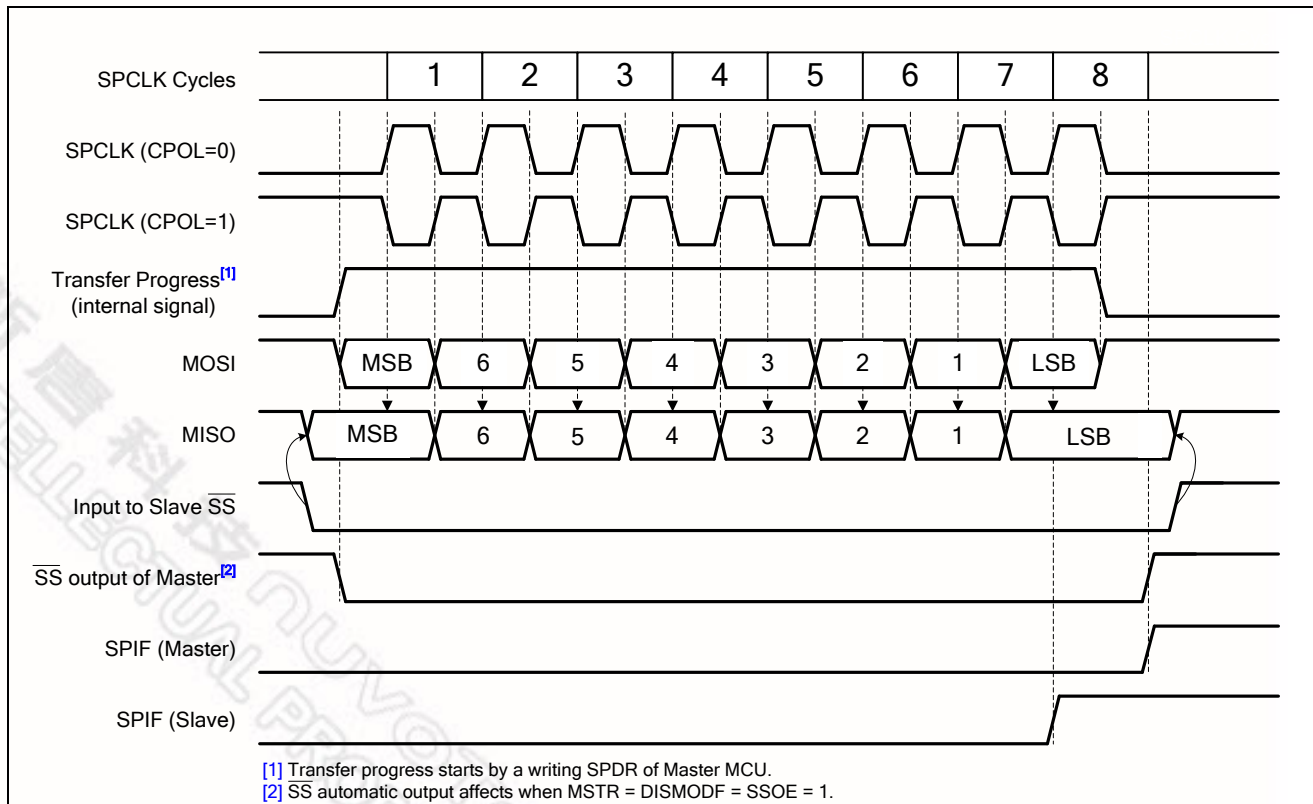 SPCLK Cycles 1 2 3 4 5 6 7 8
SPCLK (CPOL=0)
SPCLK (CPOL=1)
Transfer Progress[1]
(internal signal)
MOSI MSB 6 5 4 3 2 1 LSB
MISO MSB 6 5 4 3 2 1 LSB
Input to Slave SS
SS output of Master[2]
SPIF (Master)
SPIF (Slave)
[1] Transfer progress starts by a writing SPDR of Master MCU.
[2] SS automatic output affects when MSTR = DISMODF = SSOE = 1.